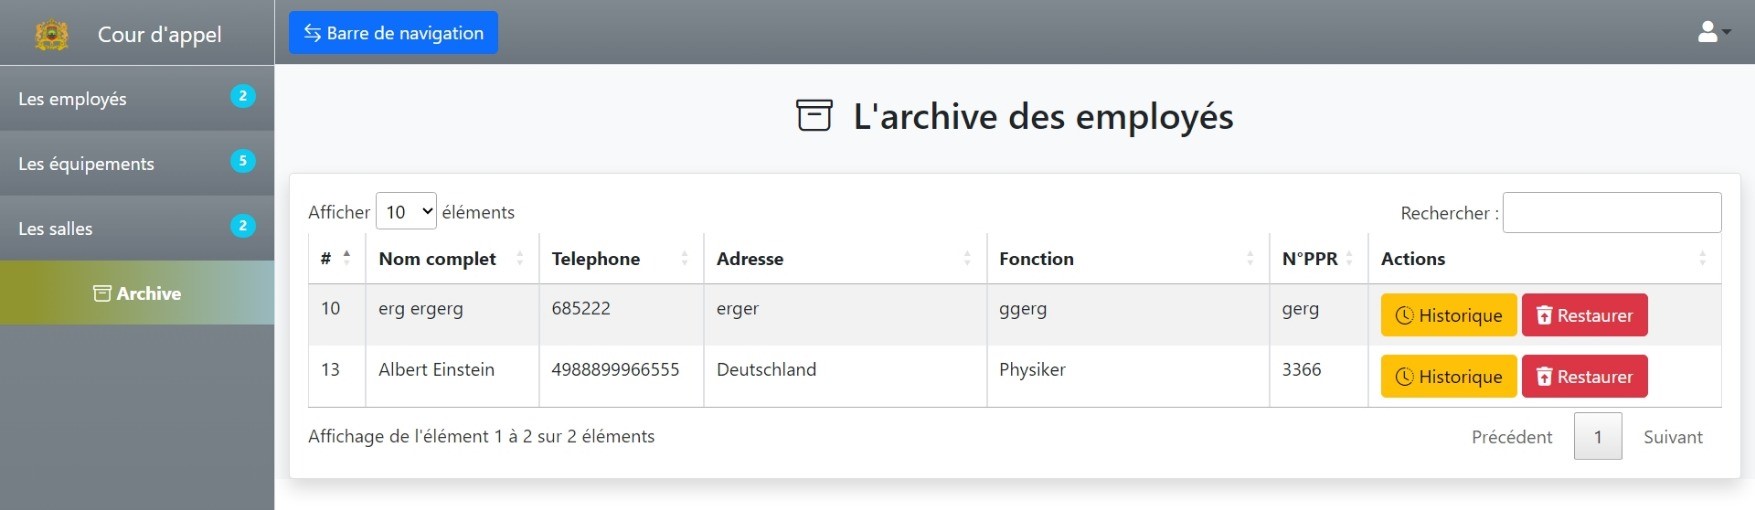 Cour d'appel
Barre de navigation
Les employés 2
Les équipements 5
Les salles 2
Archive
L'archive des employés
Afficher 10 éléments
Rechercher :
# Nom complet Telephone Adresse Fonction N°PPR Actions
10 erg ergerg 685222 erger ggerg gerg Historique Restaurer
13 Albert Einstein 4988899966555 Deutschland Physiker 3366 Historique Restaurer
Affichage de l'élément 1 à 2 sur 2 éléments
Précédent 1 Suivant